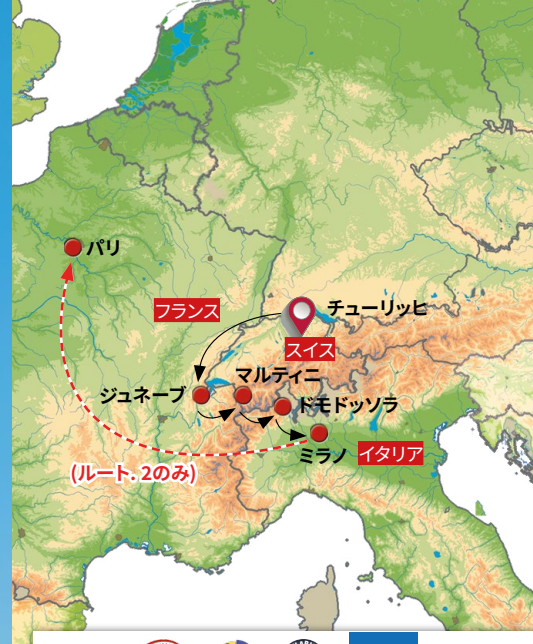 パリ
フランス
チューリッヒ
スイス
マルティニ
ジュネーブ
ドモドッソラ
ミラノ
イタリア
(ルート. 2のみ)